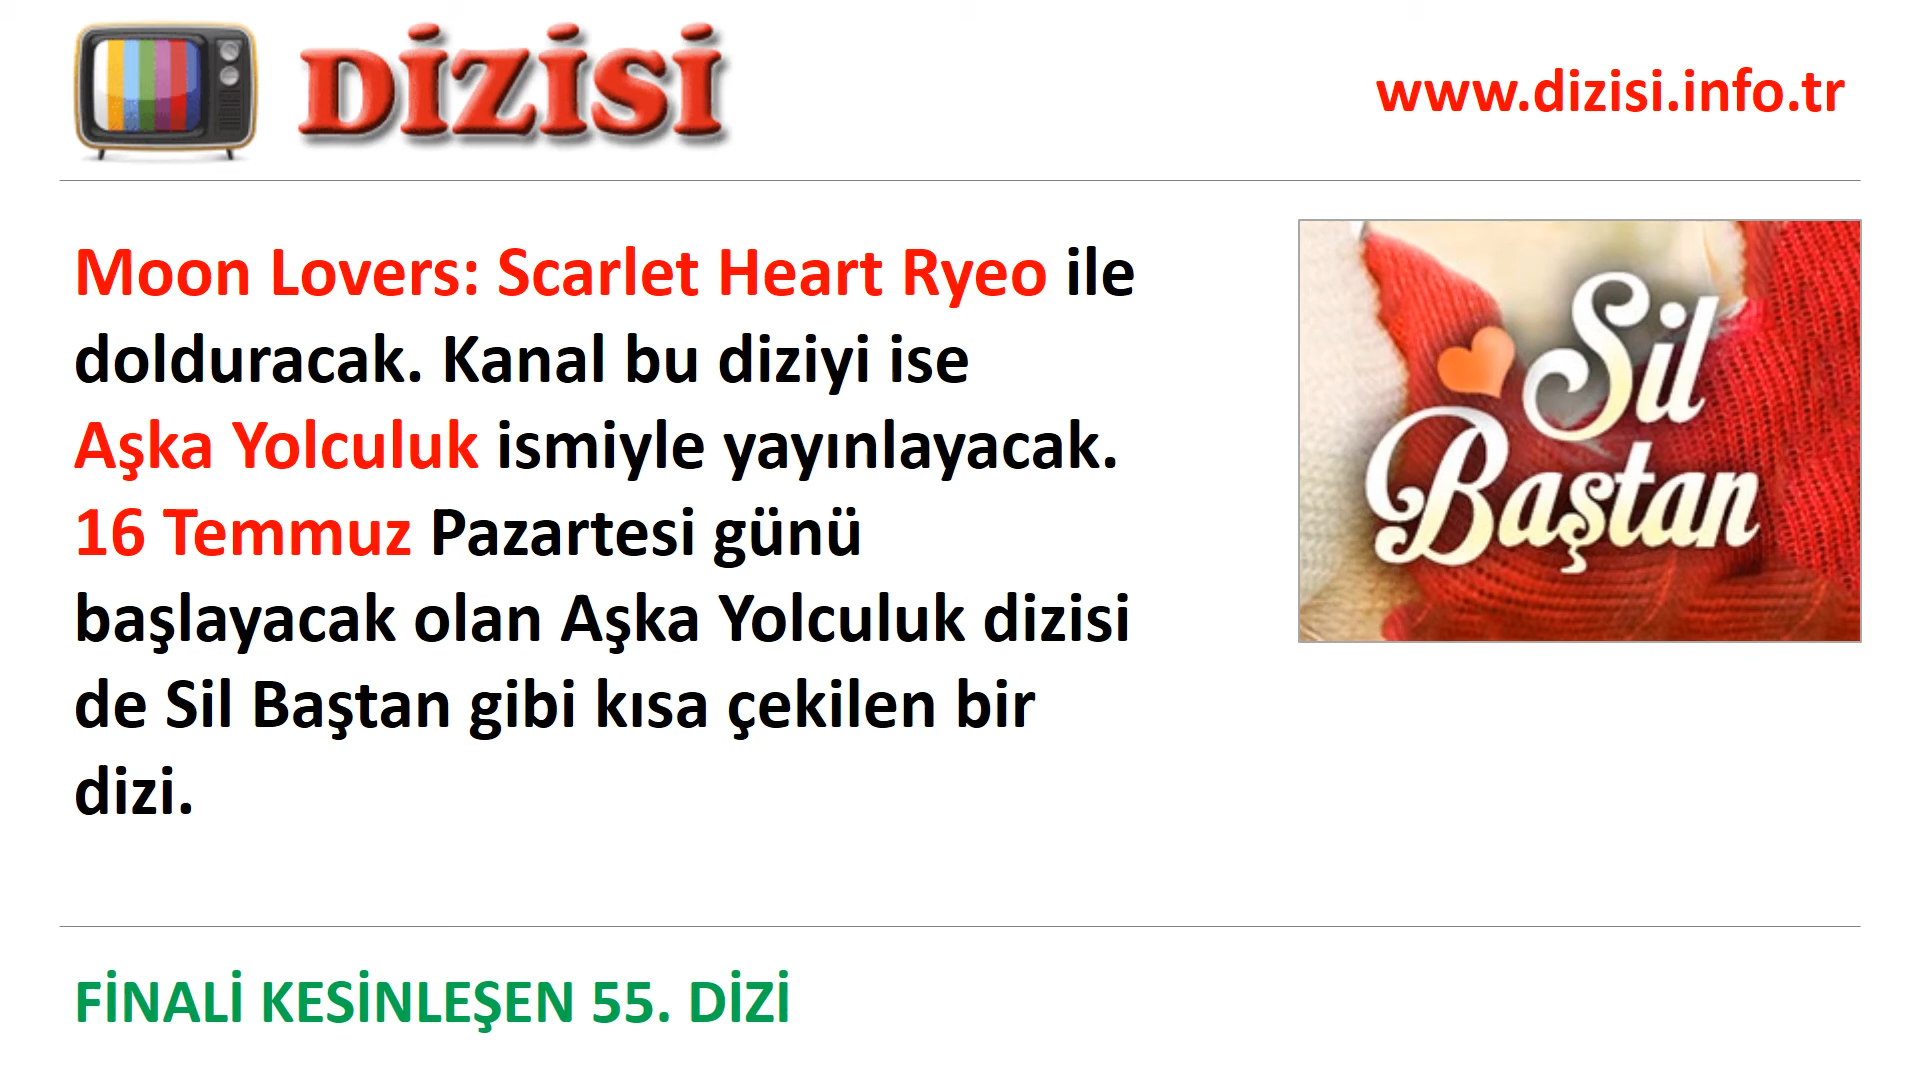 DİZİSİ
www.dizisi.info.tr
Moon Lovers: Scarlet Heart Ryeo ile
dolduracak. Kanal bu diziyi ise
Aşka Yolculuk ismiyle yayınlayacak.
16 Temmuz Pazartesi günü
başlayacak olan Aşka Yolculuk dizisi
de Sil Baştan gibi kısa çekilen bir
dizi.
Sil
Baştan
FİNALİ KESİNLEŞEN 55. DİZİ